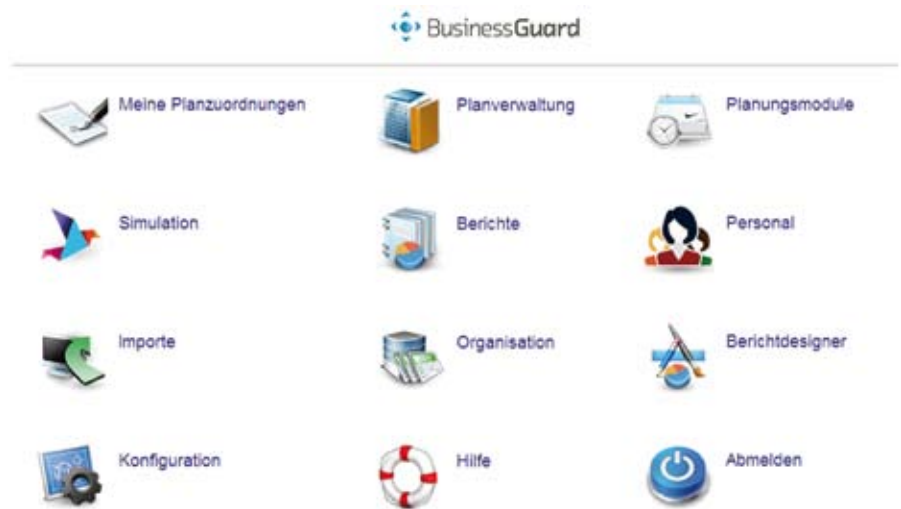 BusinessGuard
Meine Planzuordnungen
Planverwaltung
Planungsmodule
Simulation
Berichte
Personal
Importe
Organisation
Berichtdesigner
Konfiguration
Hilfe
Abmelden